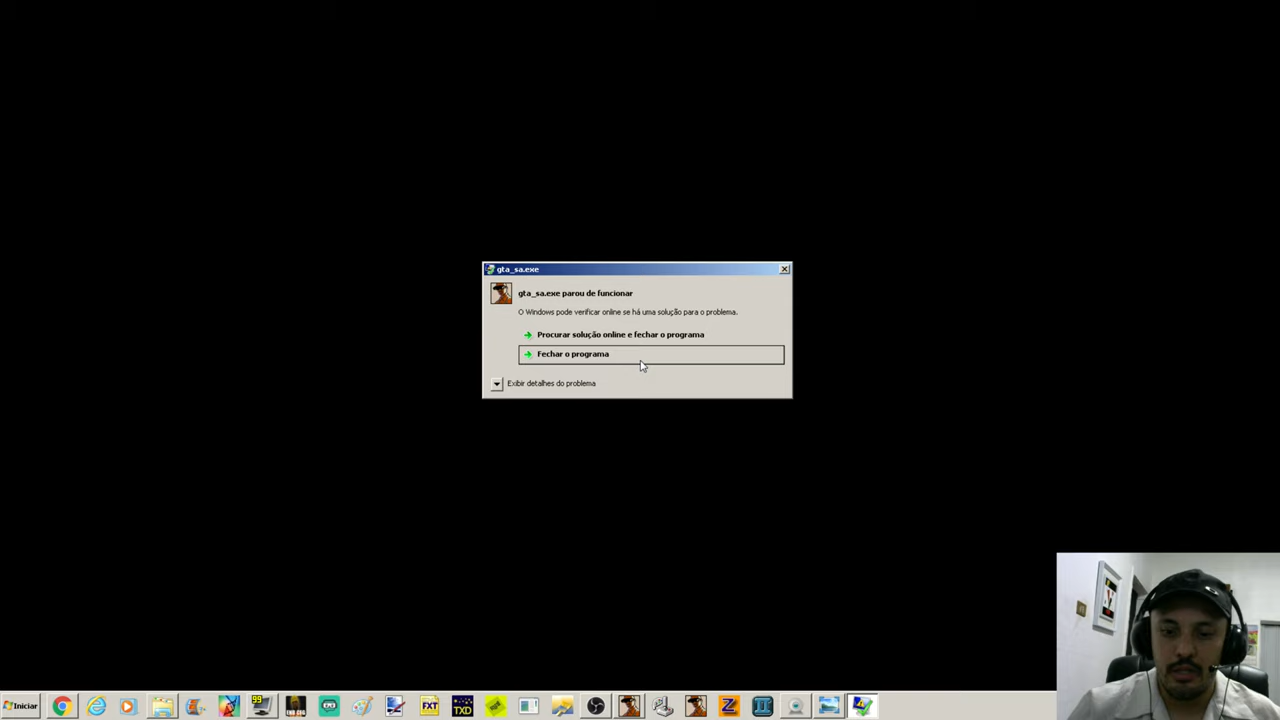 gta_sa.exe
gta_sa.exe parou de funcionar
O Windows pode verificar online se há uma solução para o problema.
Procurar solução online e fechar o programa
Fechar o programa
Exibir detalhes do problema
Iniciar
99
FXT
TXD
Z